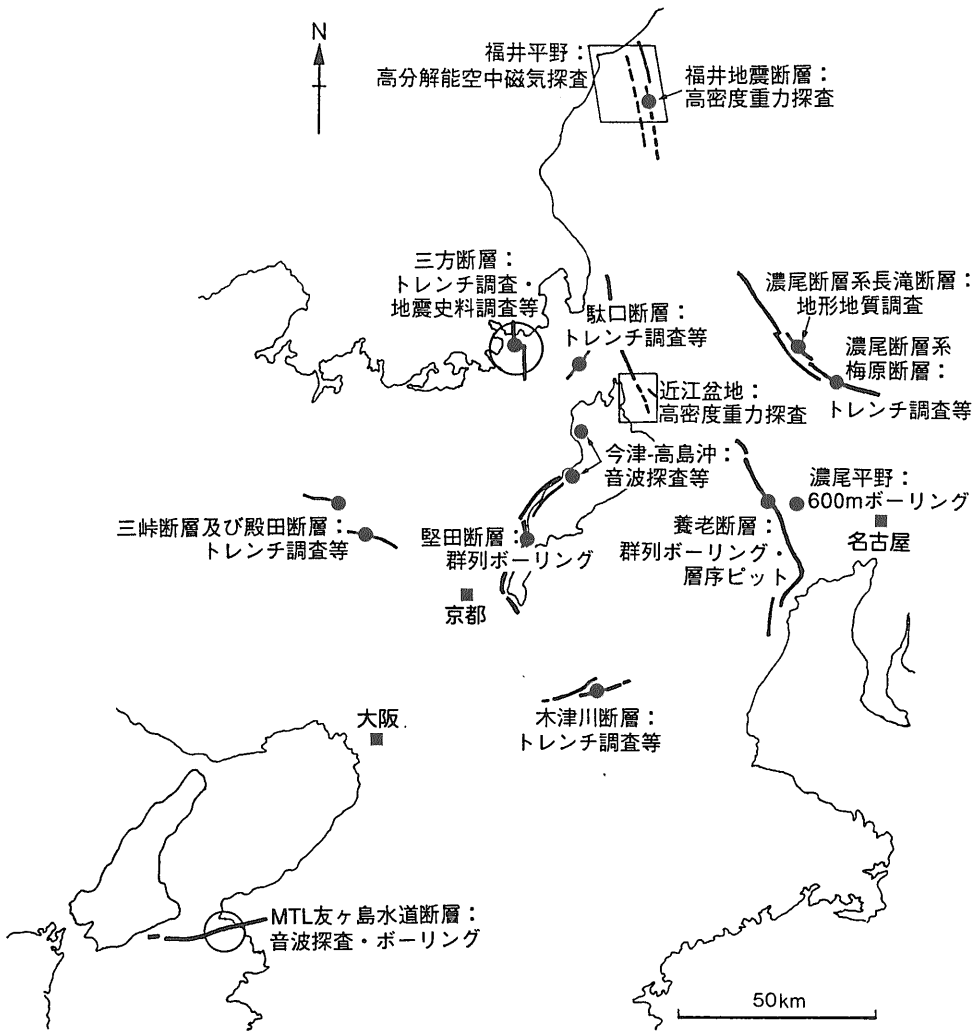 N
福井平野：
高分解能空中磁気探査
福井地震断層：
高密度重力探査
三方断層：
トレンチ調査・
地震史料調査等
駄口断層：
トレンチ調査等
濃尾断層系長滝断層：
地形地質調査
濃尾断層系
梅原断層：
トレンチ調査等
近江盆地：
高密度重力探査
今津-高島沖：
音波探査等
濃尾平野：
600mボーリング
名古屋
三峠断層及び殿田断層：
トレンチ調査等
堅田断層：
群列ボーリング
養老断層：
群列ボーリング・
層序ピット
京都
木津川断層：
トレンチ調査等
大阪
MTL友ヶ島水道断層：
音波探査・ボーリング
50km